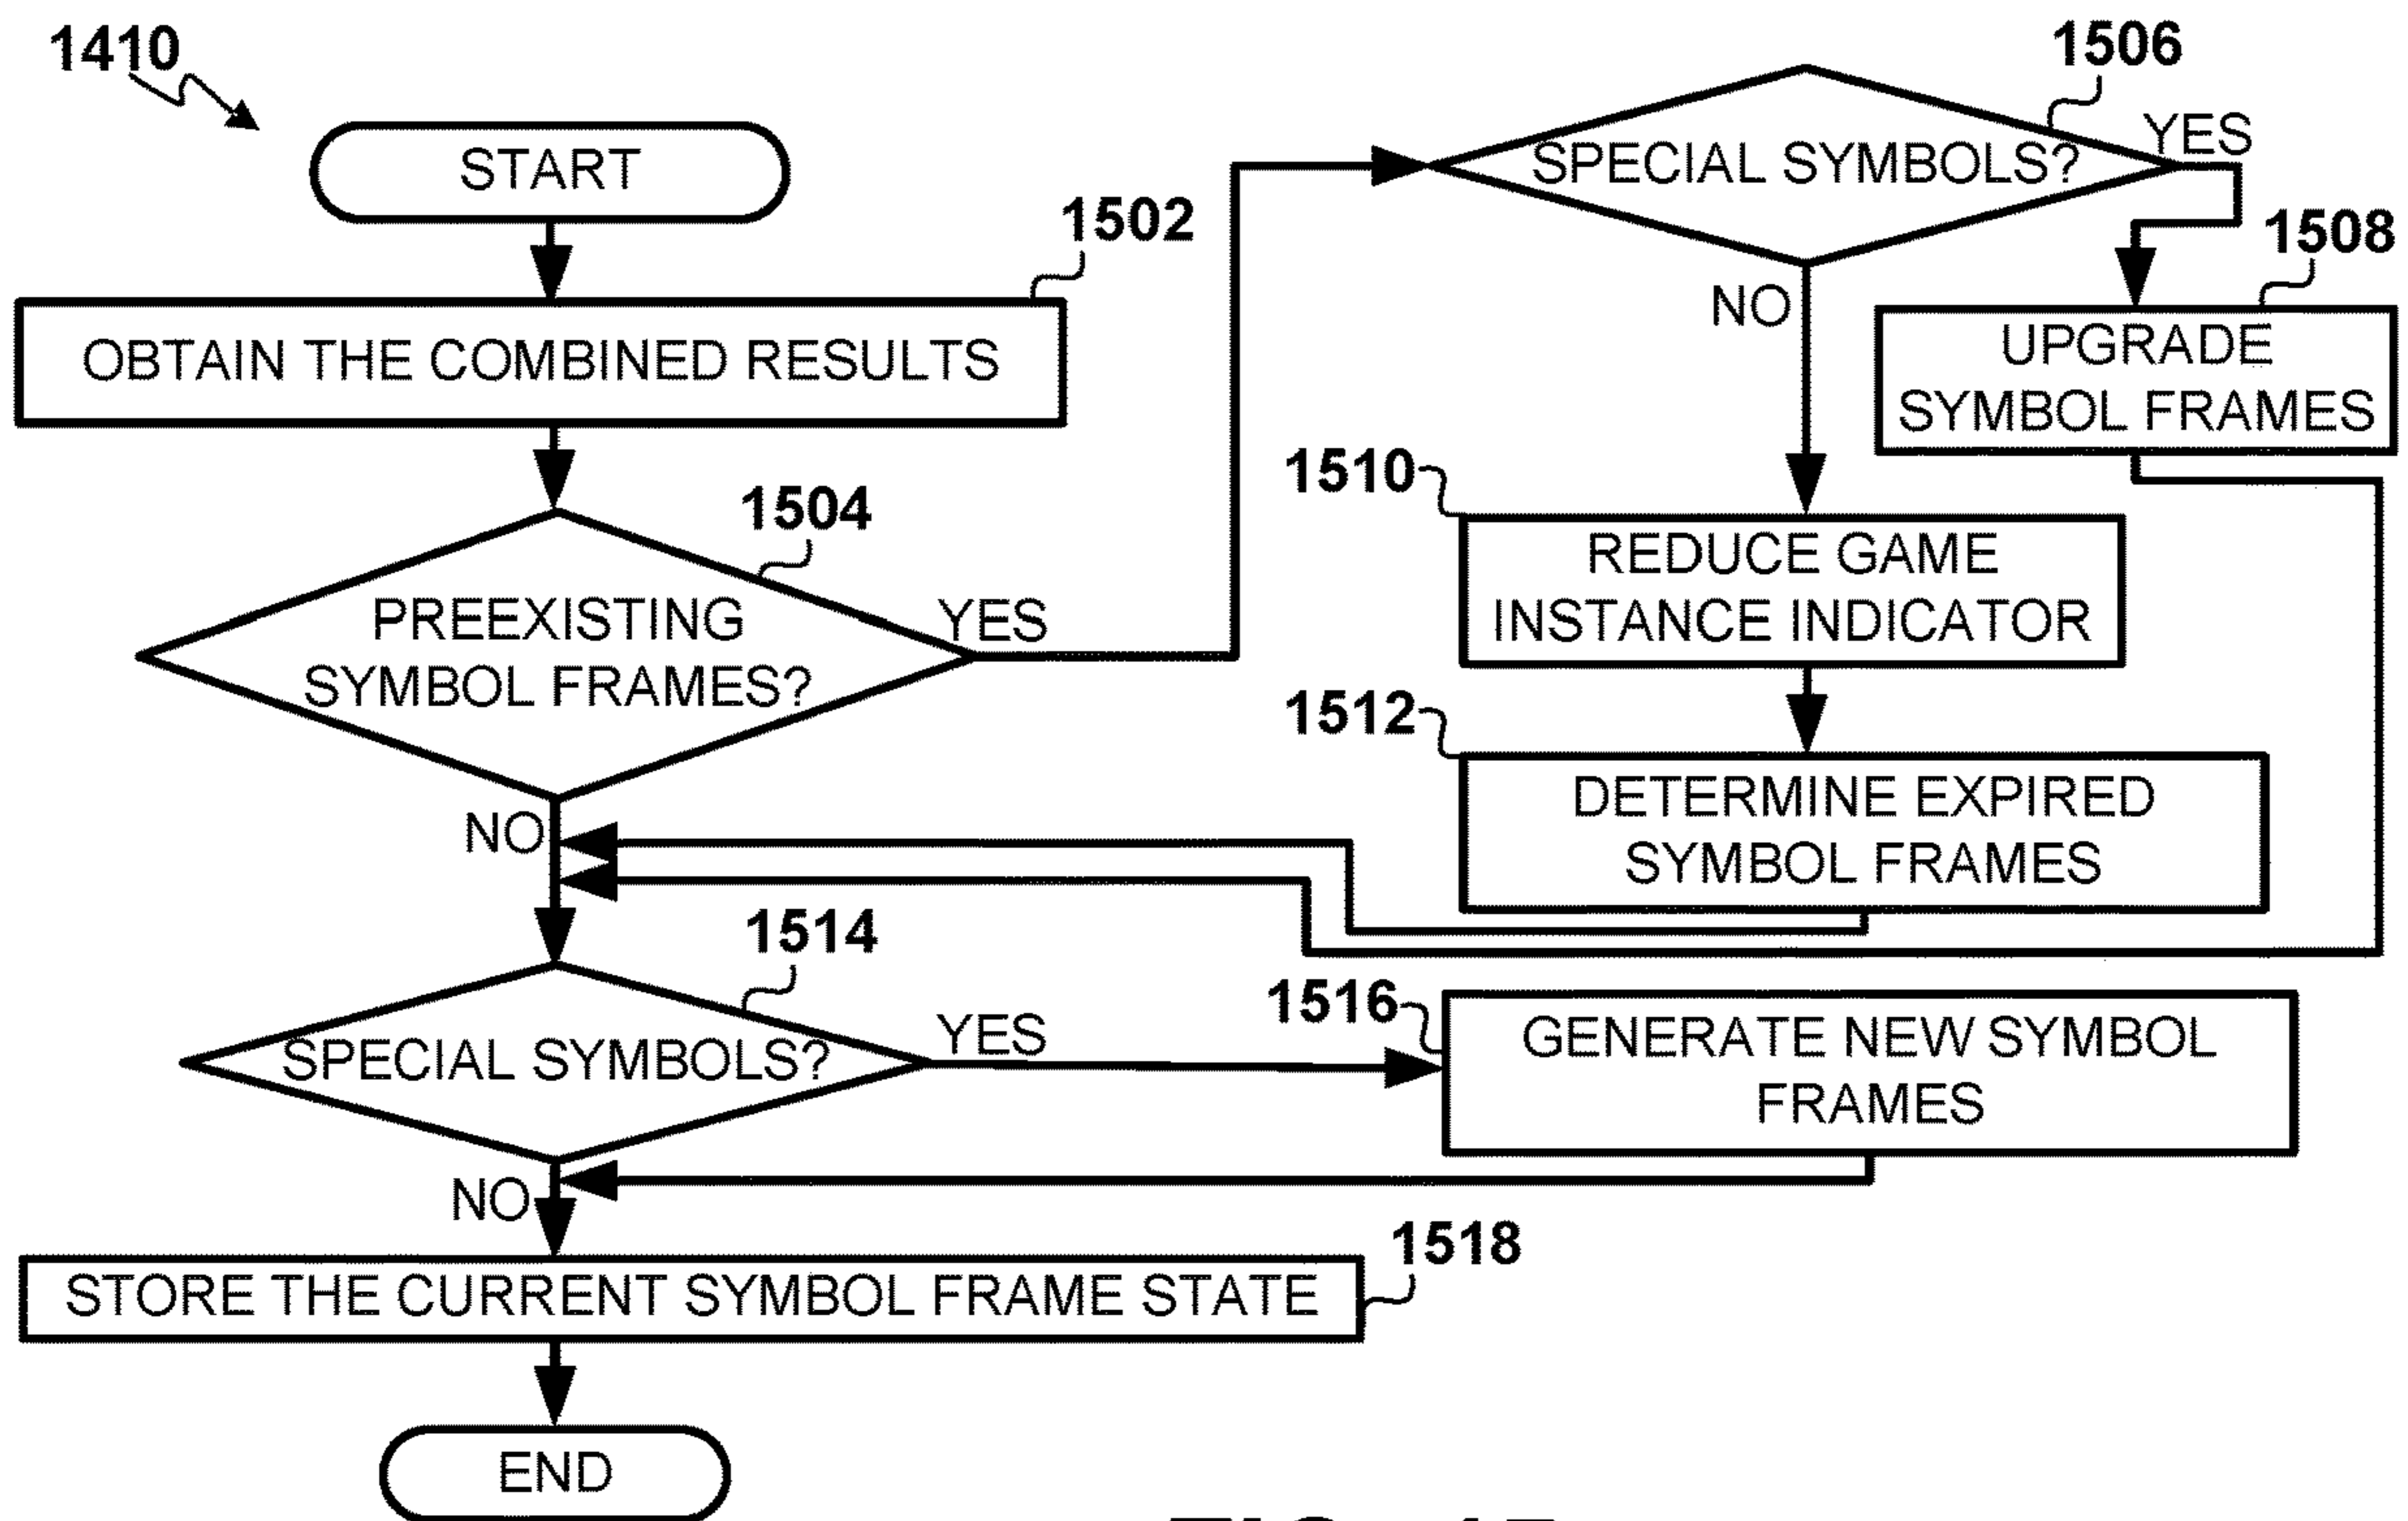 1410
START
1502
OBTAIN THE COMBINED RESULTS
1504
PREEXISTING
SYMBOL FRAMES?
YES
NO
1506
SPECIAL SYMBOLS?
YES
NO
1508
UPGRADE
SYMBOL FRAMES
1510
REDUCE GAME
INSTANCE INDICATOR
1512
DETERMINE EXPIRED
SYMBOL FRAMES
1514
SPECIAL SYMBOLS?
YES
NO
1516
GENERATE NEW SYMBOL
FRAMES
1518
STORE THE CURRENT SYMBOL FRAME STATE
END